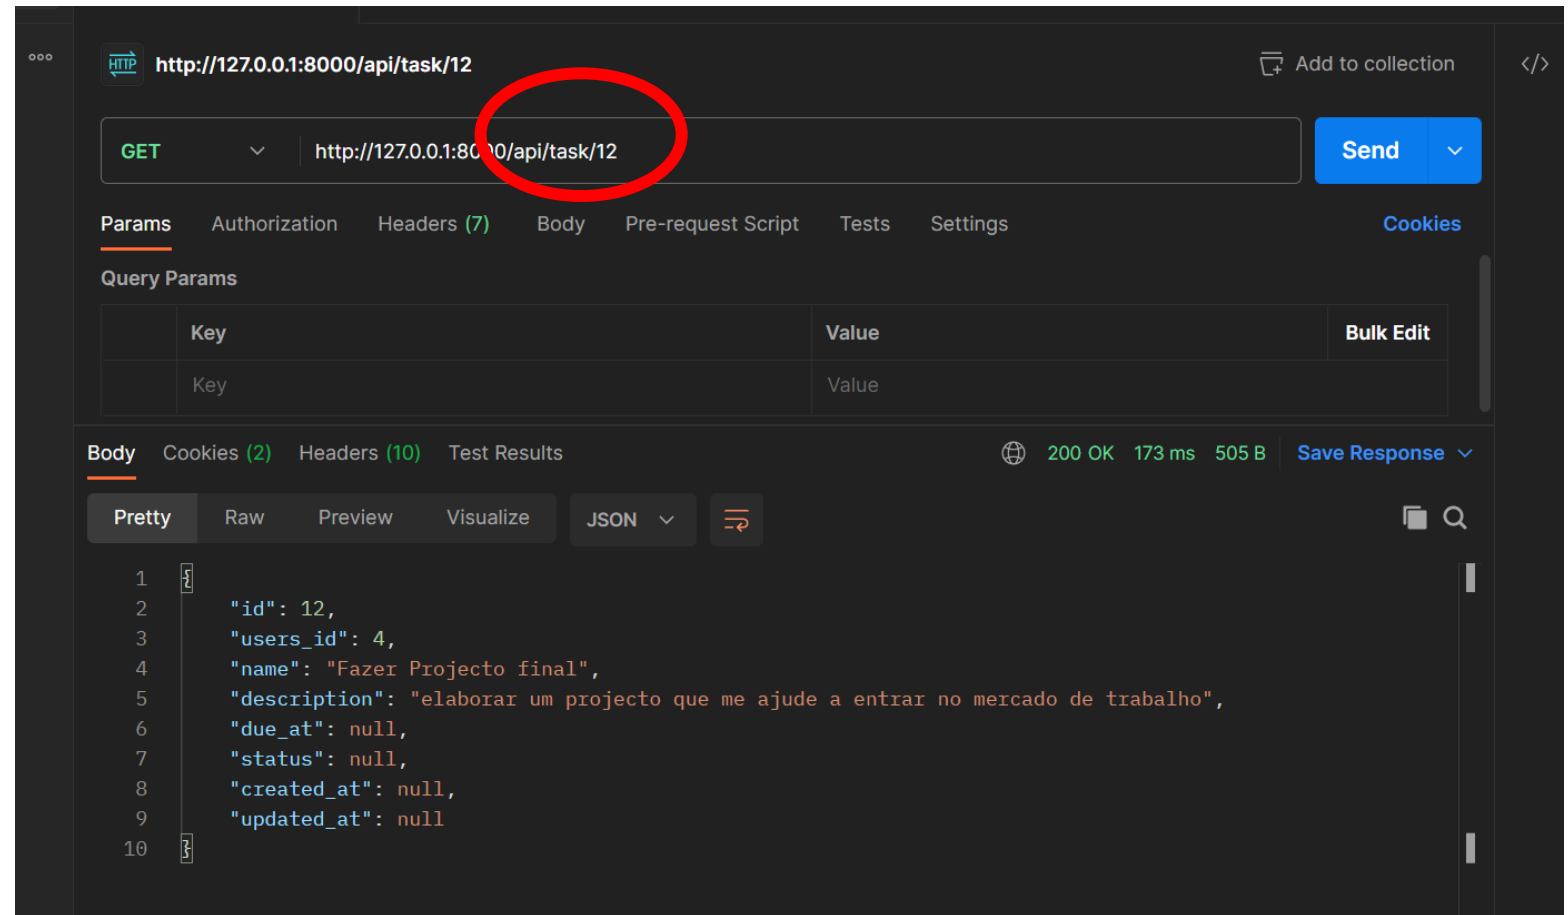 HTTP http://127.0.0.1:8000/api/task/12 Add to collection </>
GET http://127.0.0.1:8000/api/task/12 Send
Params Authorization Headers (7) Body Pre-request Script Tests Settings Cookies
Query Params
Key Value Bulk Edit
Key Value
Body Cookies (2) Headers (10) Test Results 200 OK 173 ms 505 B Save Response
Pretty Raw Preview Visualize JSON
1 {
2 "id": 12,
3 "users_id": 4,
4 "name": "Fazer Projecto final",
5 "description": "elaborar um projecto que me ajude a entrar no mercado de trabalho",
6 "due_at": null,
7 "status": null,
8 "created_at": null,
9 "updated_at": null
10 }